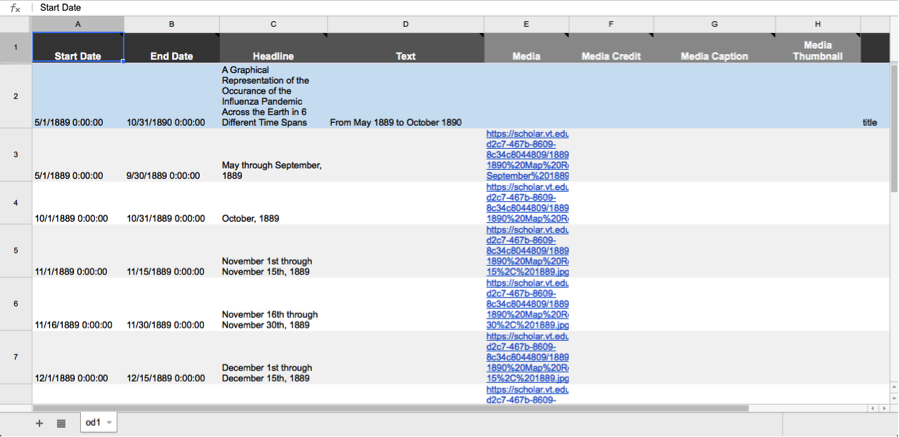 fx Start Date
A B C D E F G H
1 Start Date End Date Headline Text Media Media Credit Media Caption Media
Thumbnail
2 5/1/1889 0:00:00 10/31/1890 0:00:00 A Graphical
Representation of the
Occurance of the
Influenza Pandemic
Across the Earth in 6
Different Time Spans From May 1889 to October 1890 title
3 5/1/1889 0:00:00 9/30/1889 0:00:00 May through September,
1889 https://scholar.vt.edu
d2c7-467b-8609-
8c34c8044809/1889
1890%20Map%20R
September%201889
4 10/1/1889 0:00:00 10/31/1889 0:00:00 October, 1889 https://scholar.vt.edu
d2c7-467b-8609-
8c34c8044809/1889
1890%20Map%20R
5 11/1/1889 0:00:00 11/15/1889 0:00:00 November 1st through
November 15th, 1889 https://scholar.vt.edu
d2c7-467b-8609-
8c34c8044809/1889
1890%20Map%20R
15%2C%201889.jpg
6 11/16/1889 0:00:00 11/30/1889 0:00:00 November 16th through
November 30th, 1889 https://scholar.vt.edu
d2c7-467b-8609-
8c34c8044809/1889
1890%20Map%20R
30%2C%201889.jpg
7 12/1/1889 0:00:00 12/15/1889 0:00:00 December 1st through
December 15th, 1889 https://scholar.vt.edu
d2c7-467b-8609-
8c34c8044809/1889
1890%20Map%20R
15%2C%201889.jpg
https://scholar.vt.edu
d2c7-467b-8609-
od1